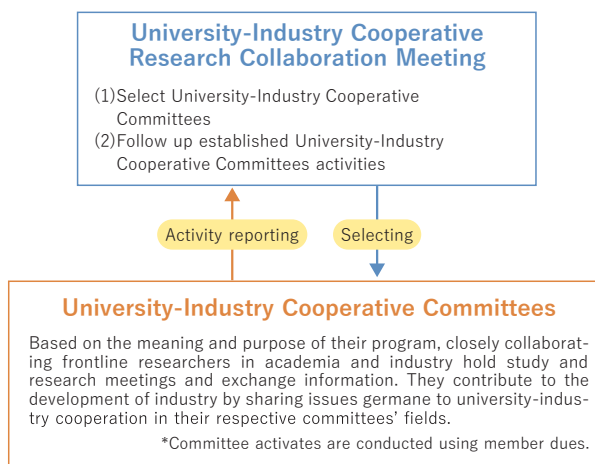 University-Industry Cooperative
Research Collaboration Meeting
(1)Select University-Industry Cooperative
Committees
(2)Follow up established University-Industry
Cooperative Committees activities
Activity reporting
Selecting
University-Industry Cooperative Committees
Based on the meaning and purpose of their program, closely collaborat-
ing frontline researchers in academia and industry hold study and
research meetings and exchange information. They contribute to the
development of industry by sharing issues germane to university-indus-
try cooperation in their respective committees’ fields.
*Committee activates are conducted using member dues.